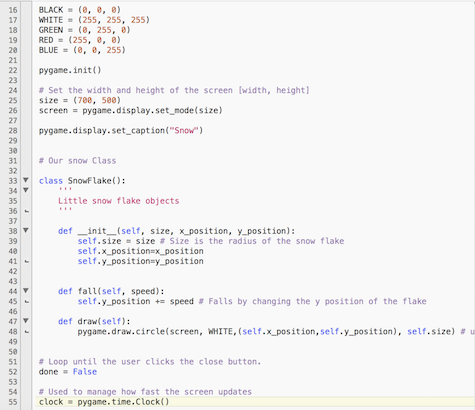 16 BLACK = (0, 0, 0)
17 WHITE = (255, 255, 255)
18 GREEN = (0, 255, 0)
19 RED = (255, 0, 0)
20 BLUE = (0, 0, 255)
21
22 pygame.init()
23
24 # Set the width and height of the screen [width, height]
25 size = (700, 500)
26 screen = pygame.display.set_mode(size)
27
28 pygame.display.set_caption("Snow")
29
30
31 # Our snow Class
32
33 class SnowFlake():
34     '''
35     Little snow flake objects
36     '''
37
38     def __init__(self, size, x_position, y_position):
39         self.size = size # Size is the radius of the snow flake
40         self.x_position=x_position
41         self.y_position=y_position
42
43
44     def fall(self, speed):
45         self.y_position += speed # Falls by changing the y position of the flake
46
47     def draw(self):
48         pygame.draw.circle(screen, WHITE,(self.x_position,self.y_position), self.size) # u
49
50
51 # Loop until the user clicks the close button.
52 done = False
53
54 # Used to manage how fast the screen updates
55 clock = pygame.time.Clock()